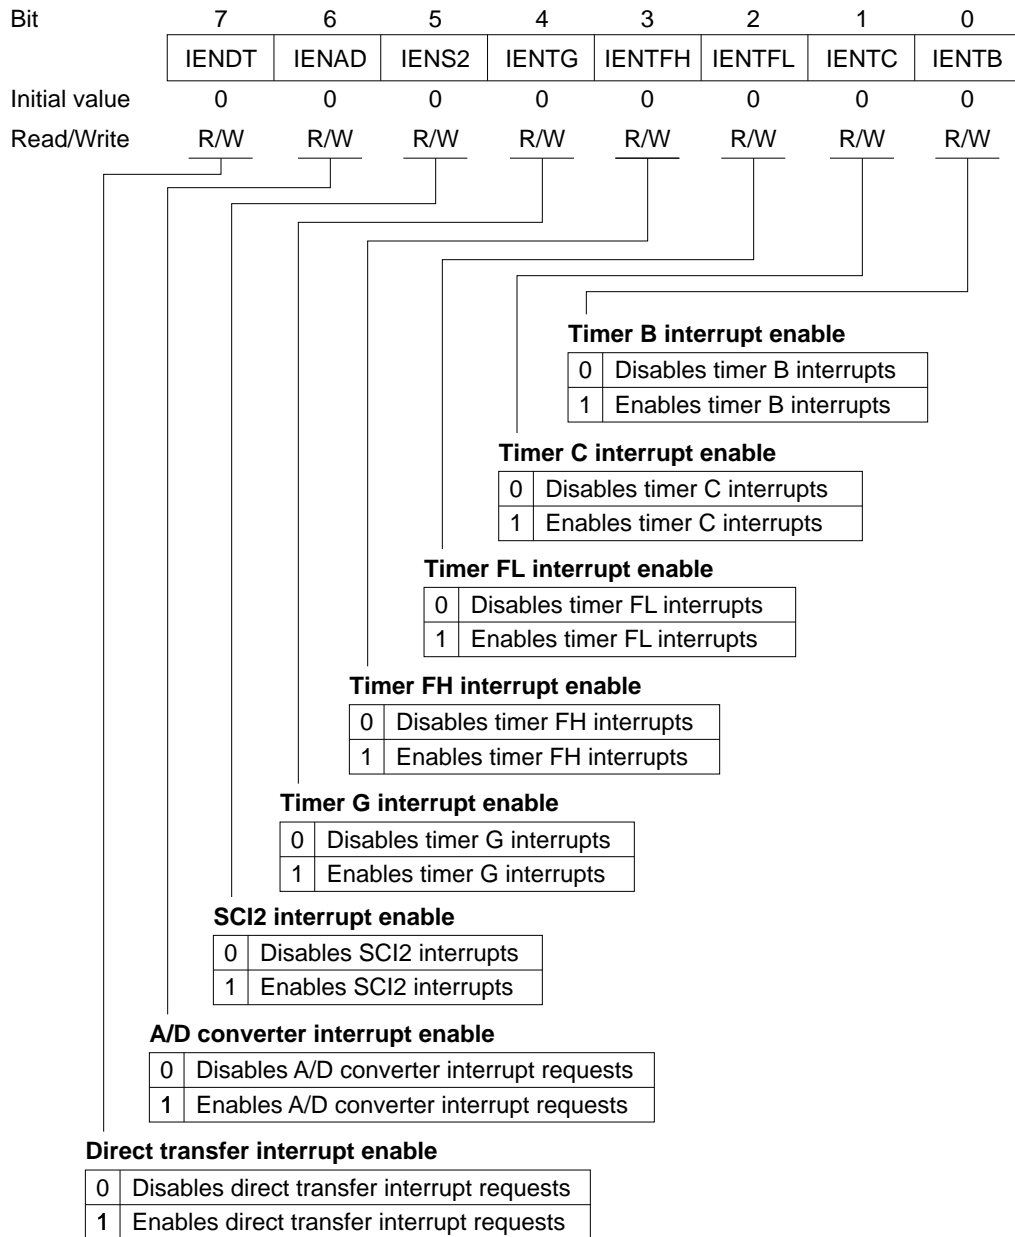 Bit 7 6 5 4 3 2 1 0
IENDT IENAD IENS2 IENTG IENTFH IENTFL IENTC IENTB
Initial value 0 0 0 0 0 0 0 0
Read/Write R/W R/W R/W R/W R/W R/W R/W R/W
Timer B interrupt enable
0 Disables timer B interrupts
1 Enables timer B interrupts
Timer C interrupt enable
0 Disables timer C interrupts
1 Enables timer C interrupts
Timer FL interrupt enable
0 Disables timer FL interrupts
1 Enables timer FL interrupts
Timer FH interrupt enable
0 Disables timer FH interrupts
1 Enables timer FH interrupts
Timer G interrupt enable
0 Disables timer G interrupts
1 Enables timer G interrupts
SCI2 interrupt enable
0 Disables SCI2 interrupts
1 Enables SCI2 interrupts
A/D converter interrupt enable
0 Disables A/D converter interrupt requests
1 Enables A/D converter interrupt requests
Direct transfer interrupt enable
0 Disables direct transfer interrupt requests
1 Enables direct transfer interrupt requests